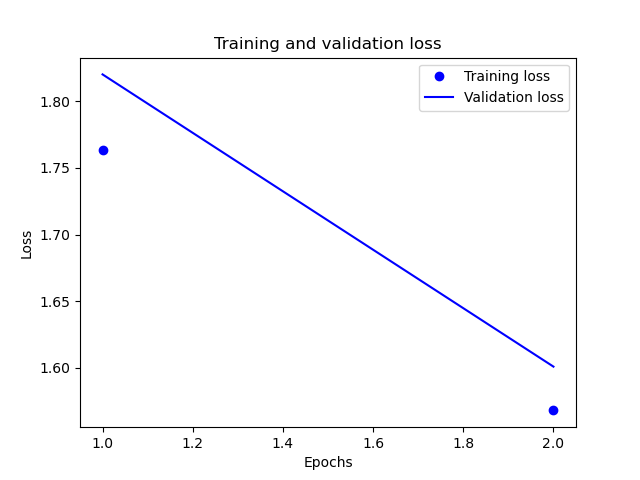 Training and validation loss
Training loss
Validation loss
1.80
1.75
1.70
1.65
1.60
Loss
1.0 1.2 1.4 1.6 1.8 2.0
Epochs